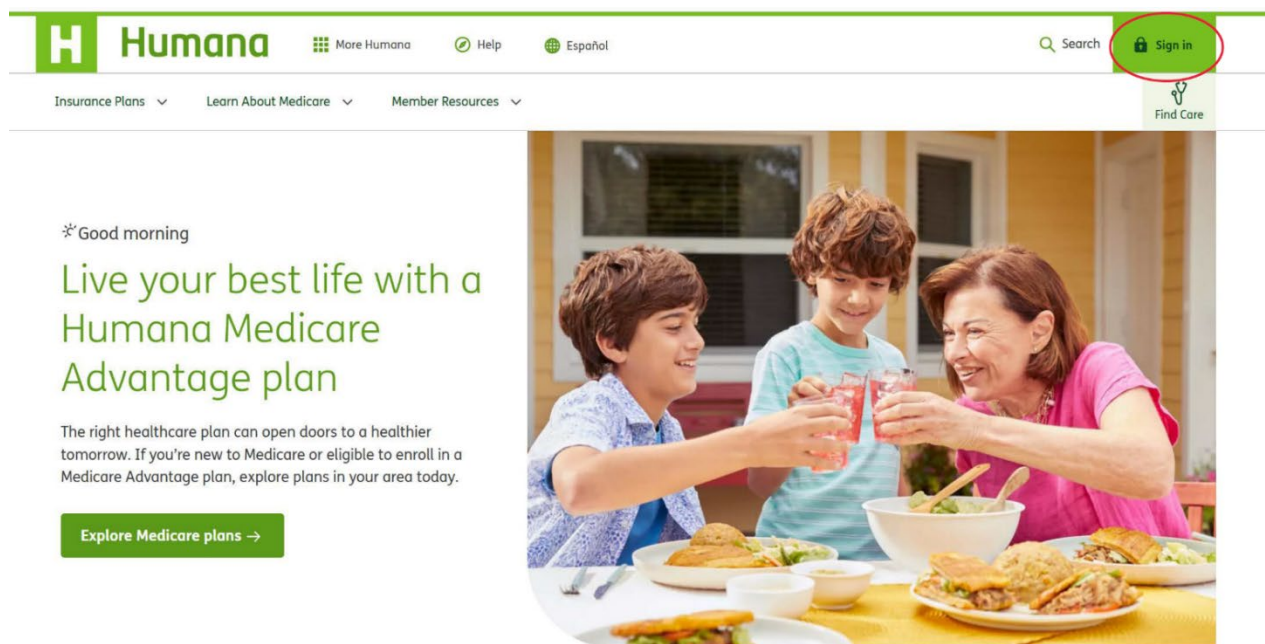 H Humana More Humana Help Español Search Sign in
Insurance Plans Learn About Medicare Member Resources Find Care
Good morning
Live your best life with a
Humana Medicare
Advantage plan
The right healthcare plan can open doors to a healthier
tomorrow. If you're new to Medicare or eligible to enroll in a
Medicare Advantage plan, explore plans in your area today.
Explore Medicare plans →